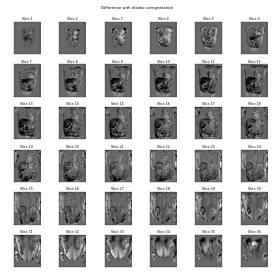 Difference with elastic coregistration
Slice 1 Slice 2 Slice 3 Slice 4 Slice 5 Slice 6
Slice 7 Slice 8 Slice 9 Slice 10 Slice 11 Slice 12
Slice 13 Slice 14 Slice 15 Slice 16 Slice 17 Slice 18
Slice 19 Slice 20 Slice 21 Slice 22 Slice 23 Slice 24
Slice 25 Slice 26 Slice 27 Slice 28 Slice 29 Slice 30
Slice 31 Slice 32 Slice 33 Slice 34 Slice 35 Slice 36